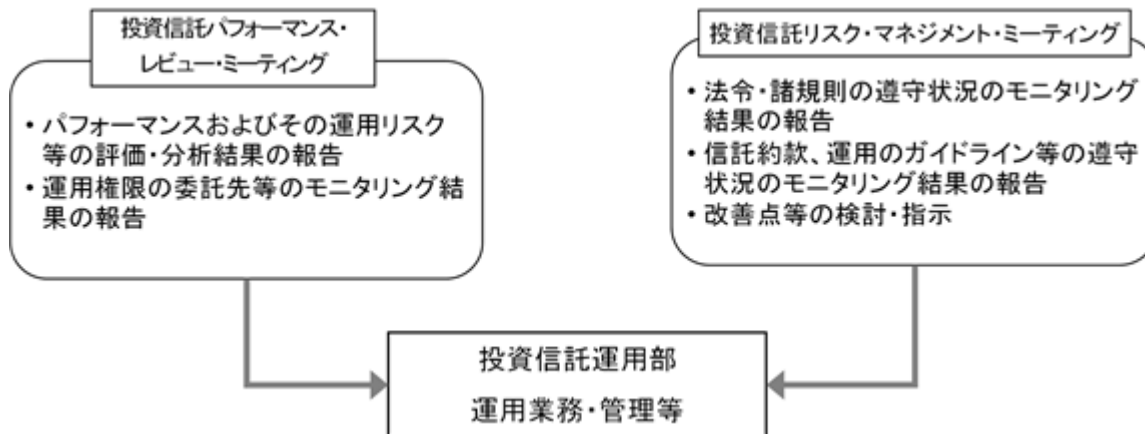 投資信託パフォーマンス・
レビュー・ミーティング
・パフォーマンスおよびその運用リスク
等の評価・分析結果の報告
・運用権限の委託先等のモニタリング結
果の報告
投資信託リスク・マネジメント・ミーティング
・法令・諸規則の遵守状況のモニタリング
結果の報告
・信託約款、運用のガイドライン等の遵守
状況のモニタリング結果の報告
・改善点等の検討・指示
投資信託運用部
運用業務・管理等